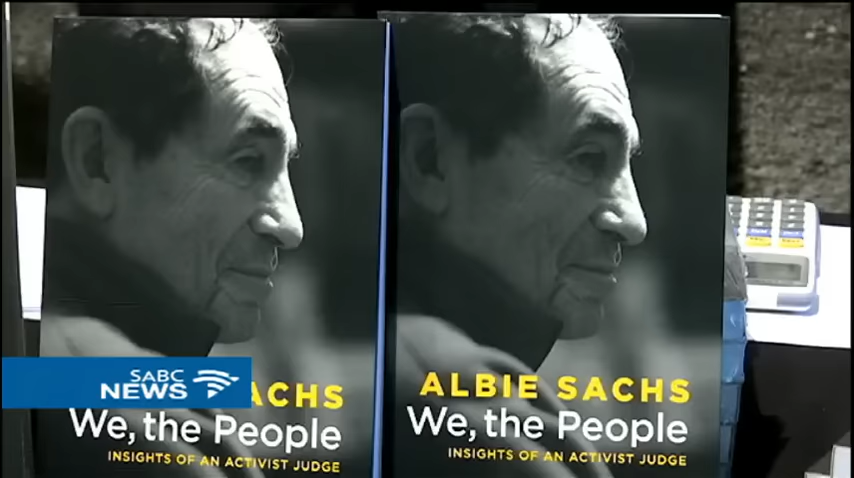 SABC
NEWS
ACHS
We, the People
INSIGHTS OF AN ACTIVIST JUDGE
ALBIE SACHS
We, the People
INSIGHTS OF AN ACTIVIST JUDGE